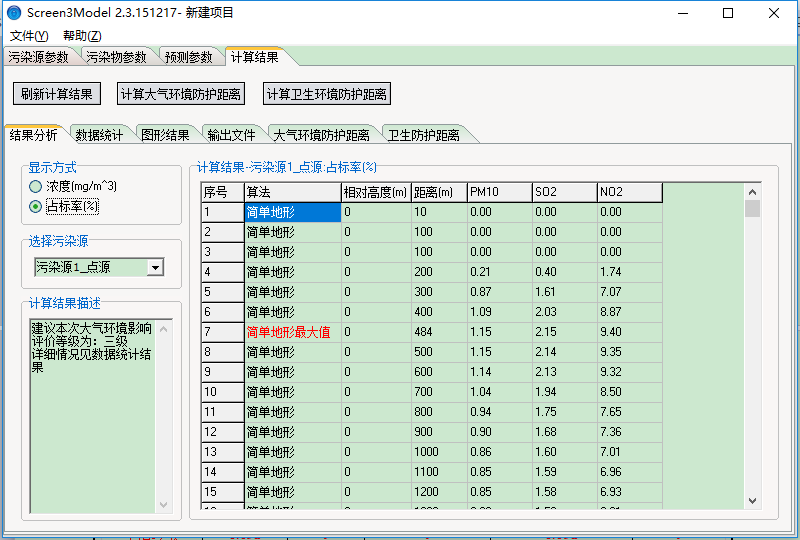 Screen3Model 2.3.151217- 新建项目
文件(Y) 帮助(Z)
污染源参数 污染物参数 预测参数 计算结果
刷新计算结果 计算大气环境防护距离 计算卫生环境防护距离
结果分析 数据统计 图形结果 输出文件 大气环境防护距离 卫生防护距离
显示方式
浓度(mg/m^3)
占标率(%)
选择污染源
污染源1_点源
计算结果描述
建议本次大气环境影响
评价等级为：三级
详细情况见数据统计结
果
计算结果--污染源1_点源:占标率(%)
序号 算法 相对高度(m) 距离(m) PM10 SO2 NO2
1 简单地形 0 10 0.00 0.00 0.00
2 简单地形 0 100 0.00 0.00 0.00
3 简单地形 0 100 0.00 0.00 0.00
4 简单地形 0 200 0.21 0.40 1.74
5 简单地形 0 300 0.87 1.61 7.07
6 简单地形 0 400 1.09 2.03 8.87
7 简单地形最大值 0 484 1.15 2.15 9.40
8 简单地形 0 500 1.15 2.14 9.35
9 简单地形 0 600 1.14 2.13 9.32
10 简单地形 0 700 1.04 1.94 8.50
11 简单地形 0 800 0.94 1.75 7.65
12 简单地形 0 900 0.90 1.68 7.36
13 简单地形 0 1000 0.86 1.60 7.01
14 简单地形 0 1100 0.85 1.59 6.96
15 简单地形 0 1200 0.85 1.58 6.93